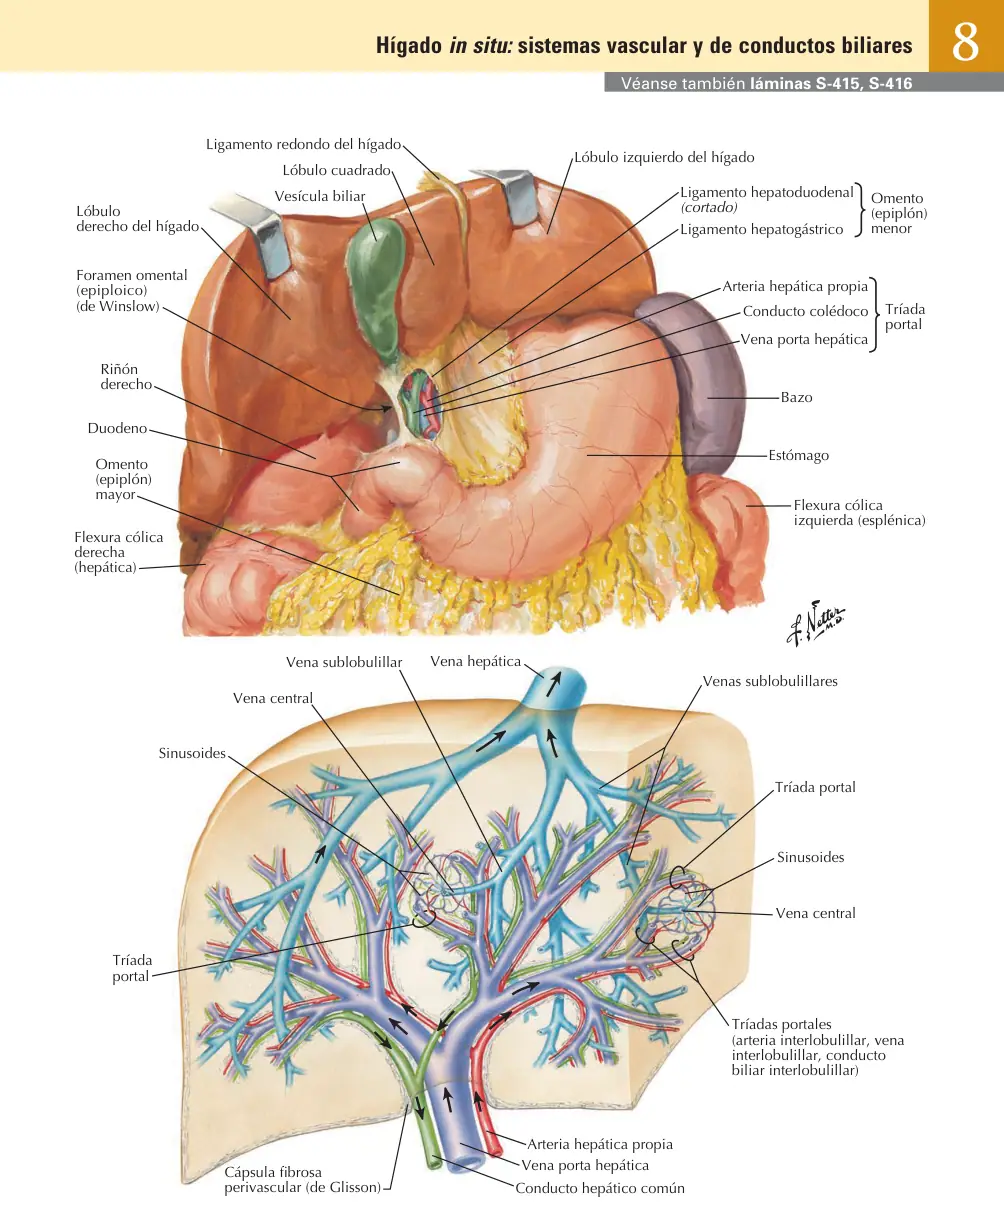 Hígado in situ: sistemas vascular y de conductos biliares
8
Véanse también láminas S-415, S-416
Ligamento redondo del hígado
Lóbulo cuadrado
Vesícula biliar
Lóbulo
derecho del hígado
Foramen omental
(epiploico)
(de Winslow)
Riñón
derecho
Duodeno
Omento
(epiplón)
mayor
Flexura cólica
derecha
(hepática)
Lóbulo izquierdo del hígado
Ligamento hepatoduodenal
(cortado)
Ligamento hepatogástrico
Omento
(epiplón)
menor
Arteria hepática propia
Conducto colédoco
Vena porta hepática
Tríada
portal
Bazo
Estómago
Flexura cólica
izquierda (esplénica)
F. Netter
M.D.
Vena sublobulillar
Vena hepática
Vena central
Sinusoides
Venas sublobulillares
Tríada portal
Sinusoides
Vena central
Tríada
portal
Tríadas portales
(arteria interlobulillar, vena
interlobulillar, conducto
biliar interlobulillar)
Arteria hepática propia
Vena porta hepática
Conducto hepático común
Cápsula fibrosa
perivascular (de Glisson)